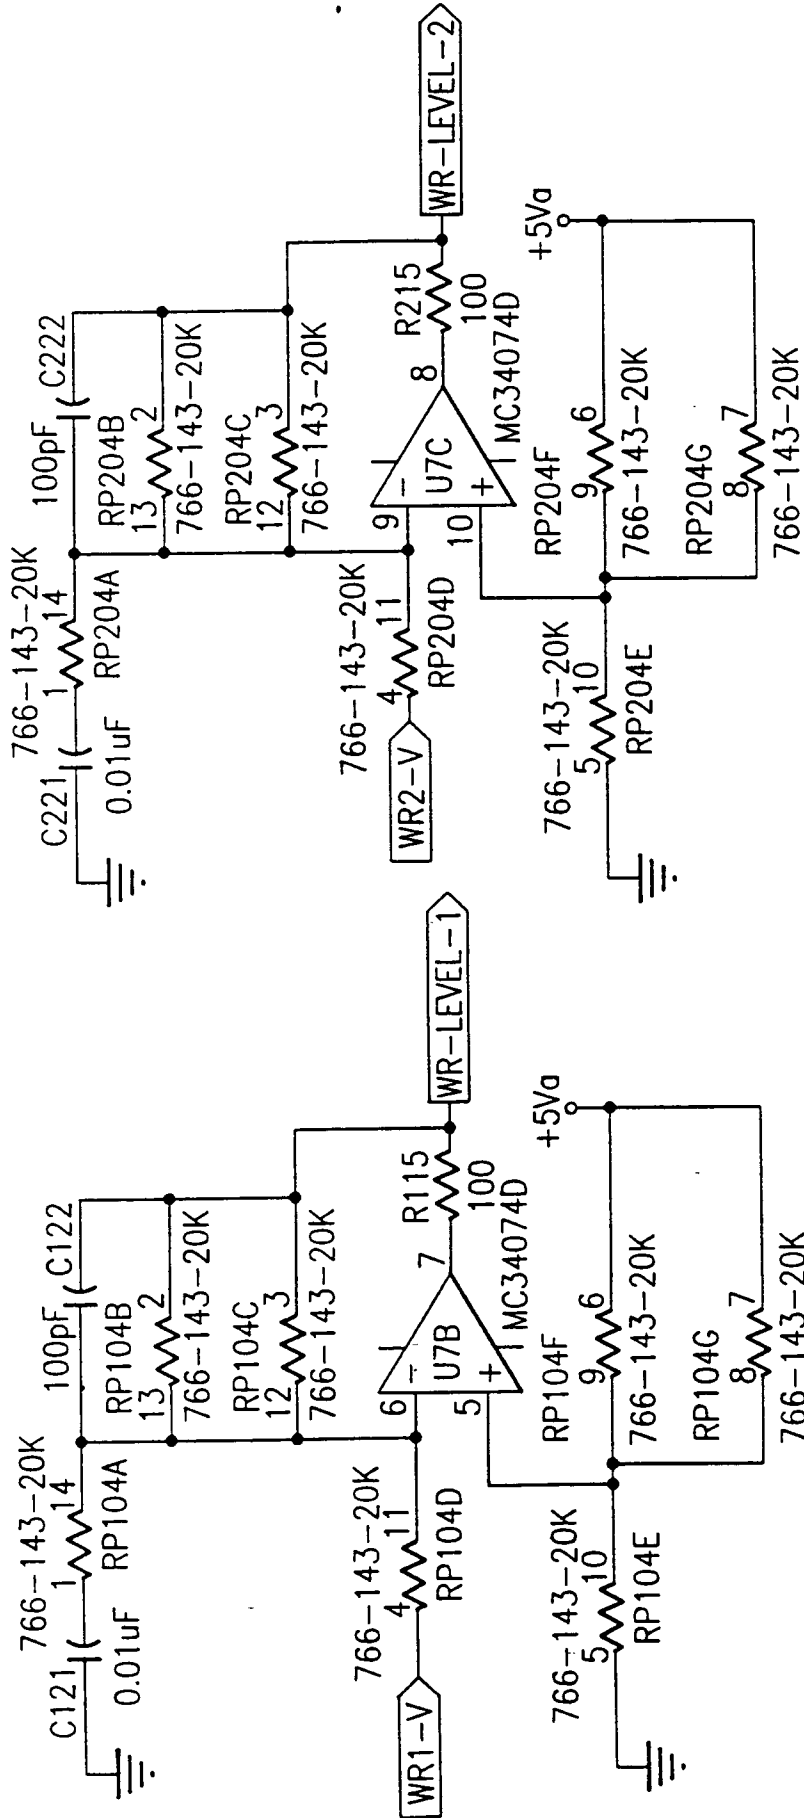 C121
0.01uF
766-143-20K
1
14
RP104A
100pF
C122
RP104B
13
2
766-143-20K
RP104C
12
3
766-143-20K
WR1-V
766-143-20K
4
11
RP104D
6
5
-
+
U7B
7
MC34074D
R115
100
WR-LEVEL-1
766-143-20K
5
10
RP104E
RP104F
9
6
766-143-20K
RP104G
8
7
766-143-20K
+5Va
C221
0.01uF
766-143-20K
1
14
RP204A
100pF
C222
RP204B
13
2
766-143-20K
RP204C
12
3
766-143-20K
WR2-V
766-143-20K
4
11
RP204D
9
10
-
+
U7C
8
MC34074D
R215
100
WR-LEVEL-2
766-143-20K
5
10
RP204E
RP204F
9
6
766-143-20K
RP204G
8
7
766-143-20K
+5Va